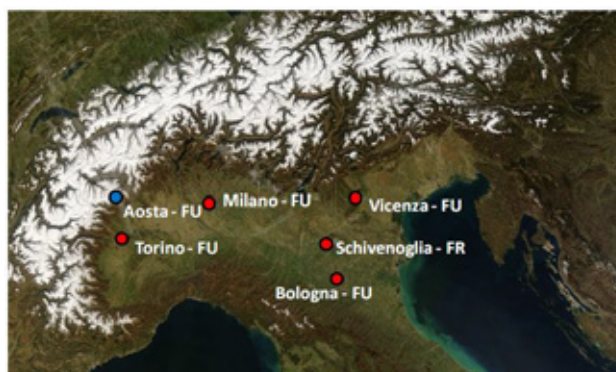 Aosta - FU
Milano - FU
Vicenza - FU
Torino - FU
Schivenoglia - FR
Bologna - FU